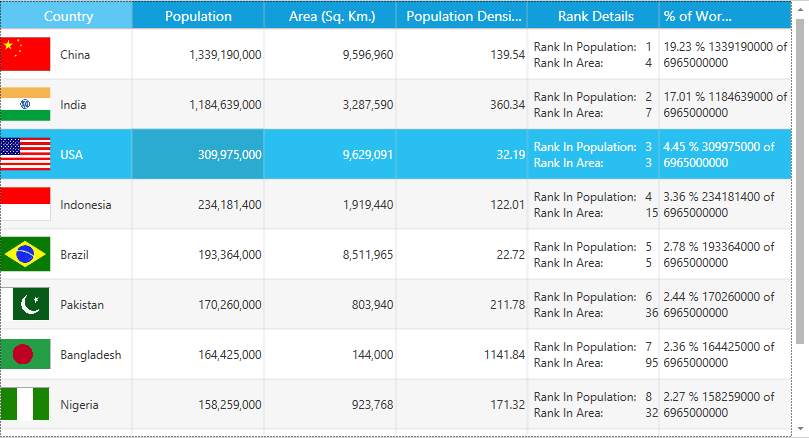 Country Population Area (Sq. Km.) Population Densi... Rank Details % of Wor...
China 1,339,190,000 9,596,960 139.54 Rank In Population: 1 19.23 % 1339190000 of
Rank In Area: 4 6965000000
India 1,184,639,000 3,287,590 360.34 Rank In Population: 2 17.01 % 1184639000 of
Rank In Area: 7 6965000000
USA 309,975,000 9,629,091 32.19 Rank In Population: 3 4.45 % 309975000 of
Rank In Area: 3 6965000000
Indonesia 234,181,400 1,919,440 122.01 Rank In Population: 4 3.36 % 234181400 of
Rank In Area: 15 6965000000
Brazil 193,364,000 8,511,965 22.72 Rank In Population: 5 2.78 % 193364000 of
Rank In Area: 5 6965000000
Pakistan 170,260,000 803,940 211.78 Rank In Population: 6 2.44 % 170260000 of
Rank In Area: 36 6965000000
Bangladesh 164,425,000 144,000 1141.84 Rank In Population: 7 2.36 % 164425000 of
Rank In Area: 95 6965000000
Nigeria 158,259,000 923,768 171.32 Rank In Population: 8 2.27 % 158259000 of
Rank In Area: 32 6965000000